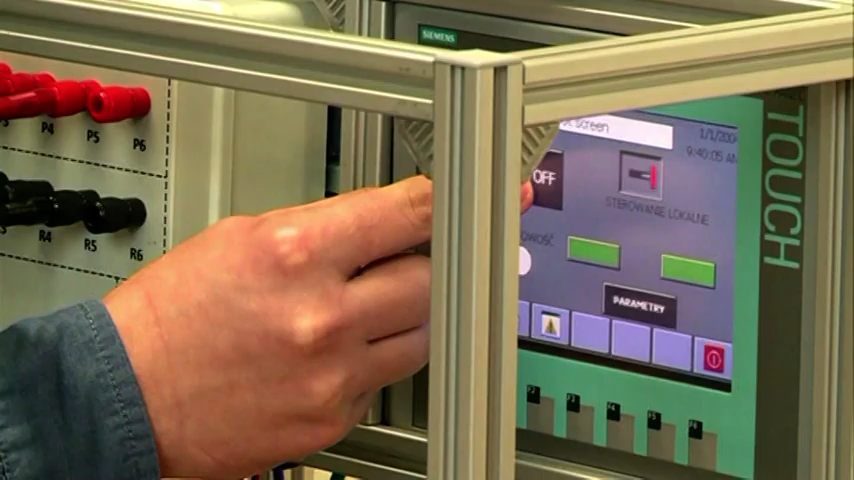 SIEMENS
screen
1/1/200
9:40:05 AM
OFF
STEROWANIE LOKALNE
OWOŚĆ
PARAMETRY
TOUCH
F2
F3
F4
F5
F6
P4
P5
P6
R4
R5
R6